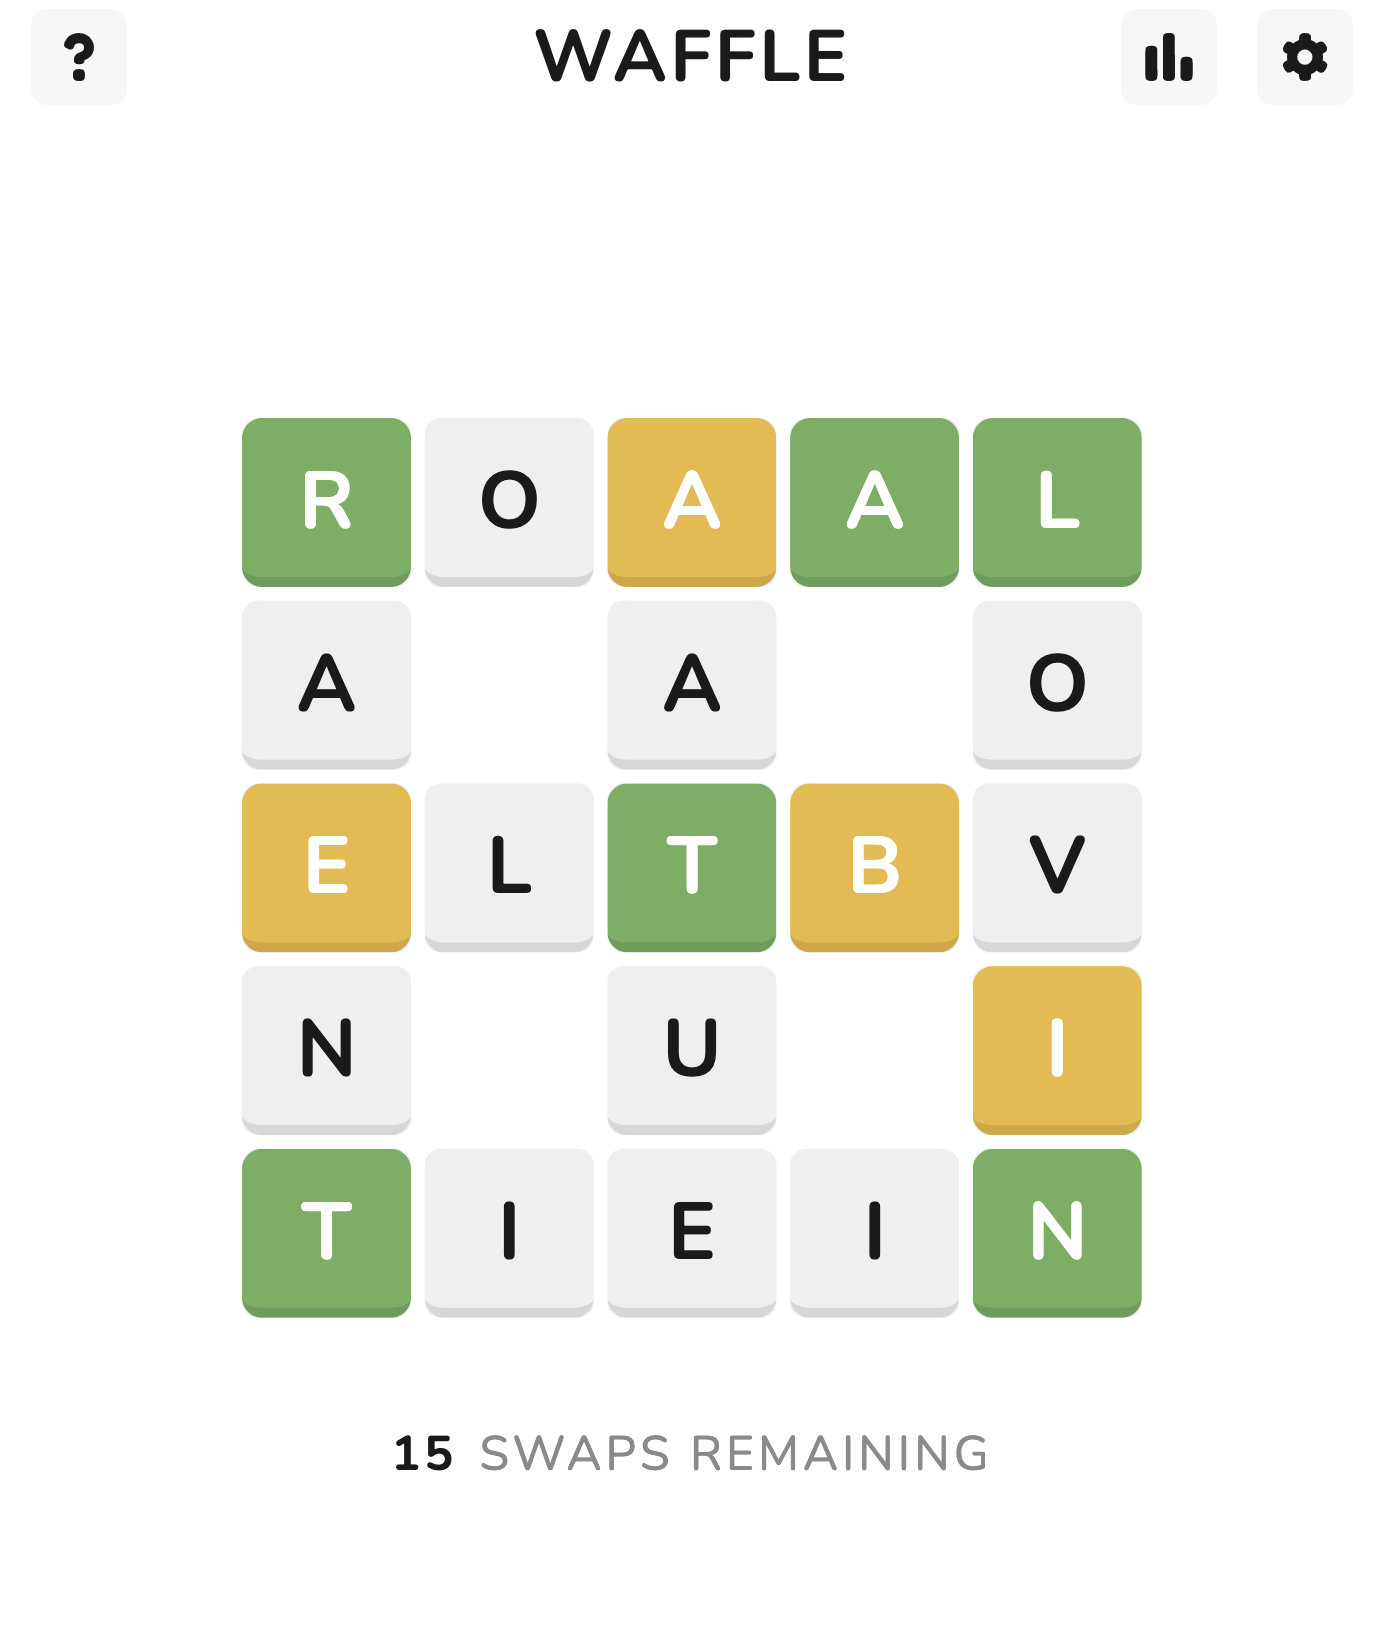 ?
WAFFLE
R O A A L
A A O
E L T B V
N U I
T I E I N
15 SWAPS REMAINING